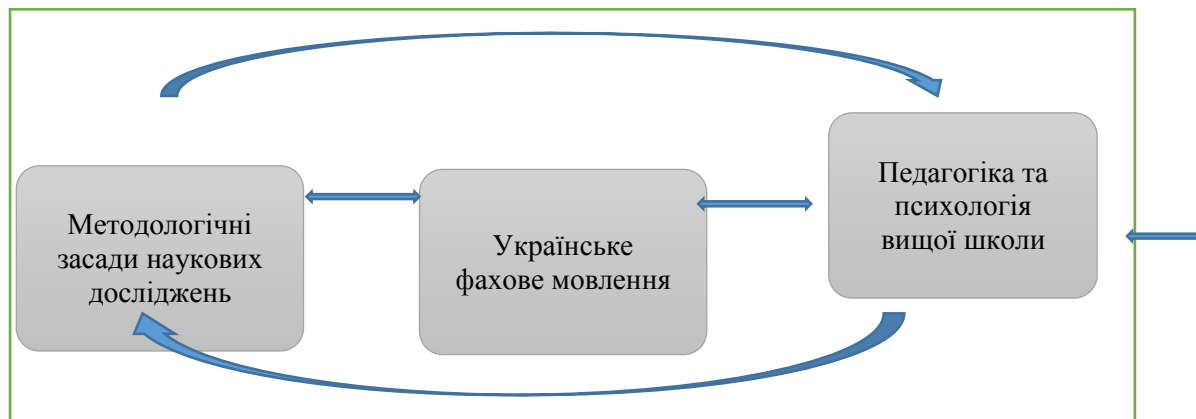 Методологічні
засади наукових
досліджень
Українське
фахове мовлення
Педагогіка та
психологія
вищої школи